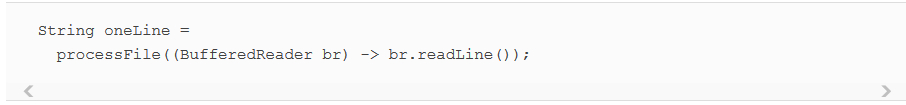 String oneLine =
  processFile((BufferedReader br) -> br.readLine());